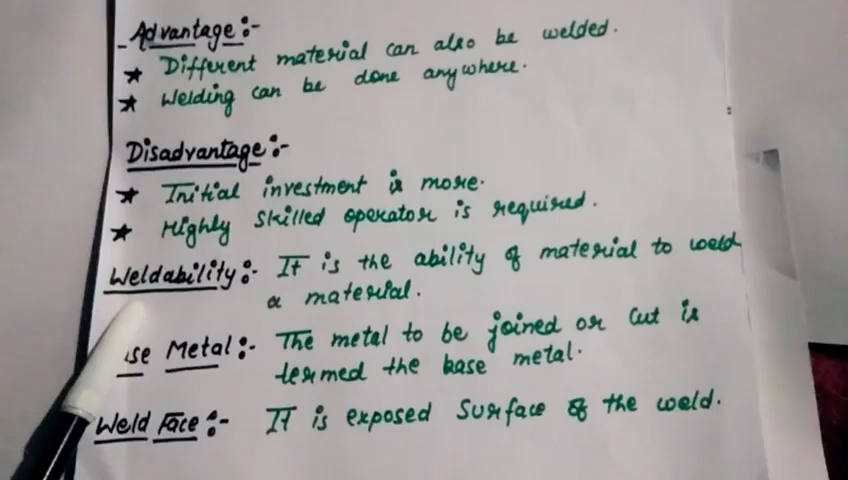 Advantage:-
★ Different material can also be welded.
★ Welding can be done anywhere.
Disadvantage:-
★ Initial investment is more.
★ Highly skilled operator is required.
Weldability:- It is the ability of material to weld
a material.
Metal:- The metal to be joined or cut is
termed the base metal.
Weld Face:- It is exposed surface of the weld.